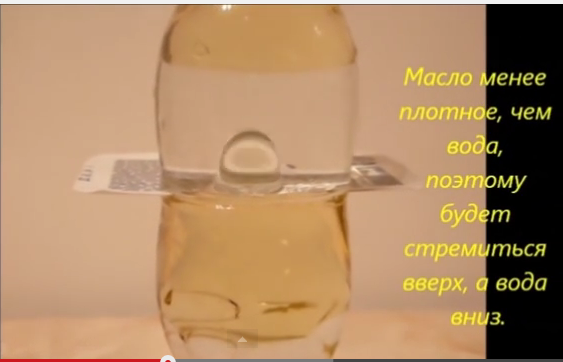 Масло менее
плотное, чем
вода,
поэтому
будет
стремиться
вверх, а вода
вниз.